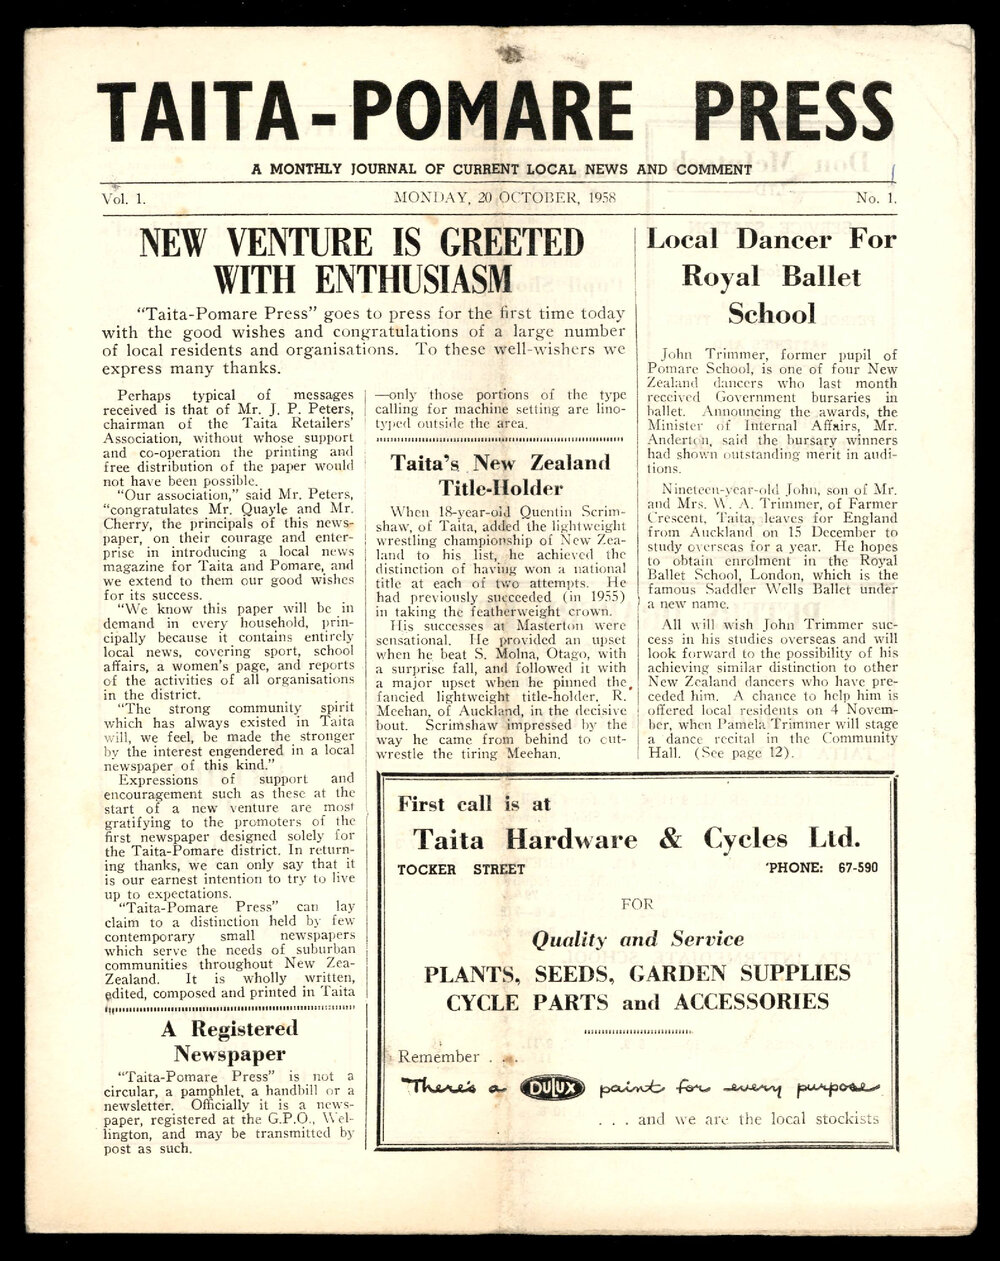 TAITA-POMARE PRESS
A MONTHLY JOURNAL OF CURRENT LOCAL NEWS AND COMMENT
Vol. 1. MONDAY, 20 OCTOBER, 1958 No. 1.
NEW VENTURE IS GREETED
WITH ENTHUSIASM
"Taita-Pomare Press" goes to press for the first time today
with the good wishes and congratulations of a large number
of local residents and organisations. To these well-wishers we
express many thanks.
Perhaps typical of messages
received is that of Mr. J. P. Peters,
chairman of the Taita Retailers'
Association, without whose support
and co-operation the printing and
free distribution of the paper would
not have been possible.
"Our association," said Mr. Peters,
"congratulates Mr. Quayle and Mr.
Cherry, the principals of this news-
paper, on their courage and enter-
prise in introducing a local news
magazine for Taita and Pomare, and
we extend to them our good wishes
for its success.
"We know this paper will be in
demand in every household, prin-
cipally because it contains entirely
local news, covering sport, school
affairs, a women's page, and reports
of the activities of all organisations
in the district.
"The strong community spirit
which has always existed in Taita
will, we feel, be made the stronger
by the interest engendered in a local
newspaper of this kind."
Expressions of support and
encouragement such as these at the
start of a new venture are most
gratifying to the promoters of the
first newspaper designed solely for
the Taita-Pomare district. In return-
ing thanks, we can only say that it
is our earnest intention to try to live
up to expectations.
"Taita-Pomare Press" can lay
claim to a distinction held by few
contemporary small newspapers
which serve the needs of suburban
communities throughout New Zea-
Zealand. It is wholly written,
edited, composed and printed in Taita
—only those portions of the type
calling for machine setting are lino-
typed outside the area.
A Registered
Newspaper
"Taita-Pomare Press" is not a
circular, a pamphlet, a handbill or a
newsletter. Officially it is a news-
paper, registered at the G.P.O., Wel-
lington, and may be transmitted by
post as such.
Taita's New Zealand
Title-Holder
When 18-year-old Quentin Scrim-
shaw, of Taita, added the lightweight
wrestling championship of New Zea-
land to his list, he achieved the
distinction of having won a national
title at each of two attempts. He
had previously succeeded (in 1955)
in taking the featherweight crown.
His successes at Masterton were
sensational. He provided an upset
when he beat S. Molna, Otago, with
a surprise fall, and followed it with
a major upset when he pinned the
fancied lightweight title-holder, R.
Meehan, of Auckland, in the decisive
bout. Scrimshaw impressed by the
way he came from behind to out-
wrestle the tiring Meehan.
Local Dancer For
Royal Ballet
School
John Trimmer, former pupil of
Pomare School, is one of four New
Zealand dancers who last month
received Government bursaries in
ballet. Announcing the awards, the
Minister of Internal Affairs, Mr.
Anderton, said the bursary winners
had shown outstanding merit in audi-
tions.
Nineteen-year-old John, son of Mr.
and Mrs. W. A. Trimmer, of Farmer
Crescent, Taita, leaves for England
from Auckland on 15 December to
study overseas for a year. He hopes
to obtain enrolment in the Royal
Ballet School, London, which is the
famous Saddler Wells Ballet under
a new name.
All will wish John Trimmer suc-
cess in his studies overseas and will
look forward to the possibility of his
achieving similar distinction to other
New Zealand dancers who have pre-
ceded him. A chance to help him is
offered local residents on 4 Novem-
ber, when Pamela Trimmer will stage
a dance recital in the Community
Hall. (See page 12).
First call is at
Taita Hardware & Cycles Ltd.
TOCKER STREET 'PHONE: 67-590
FOR
Quality and Service
PLANTS, SEEDS, GARDEN SUPPLIES
CYCLE PARTS and ACCESSORIES
Remember . . .
There's a DULUX paint for every purpose
. . . and we are the local stockists